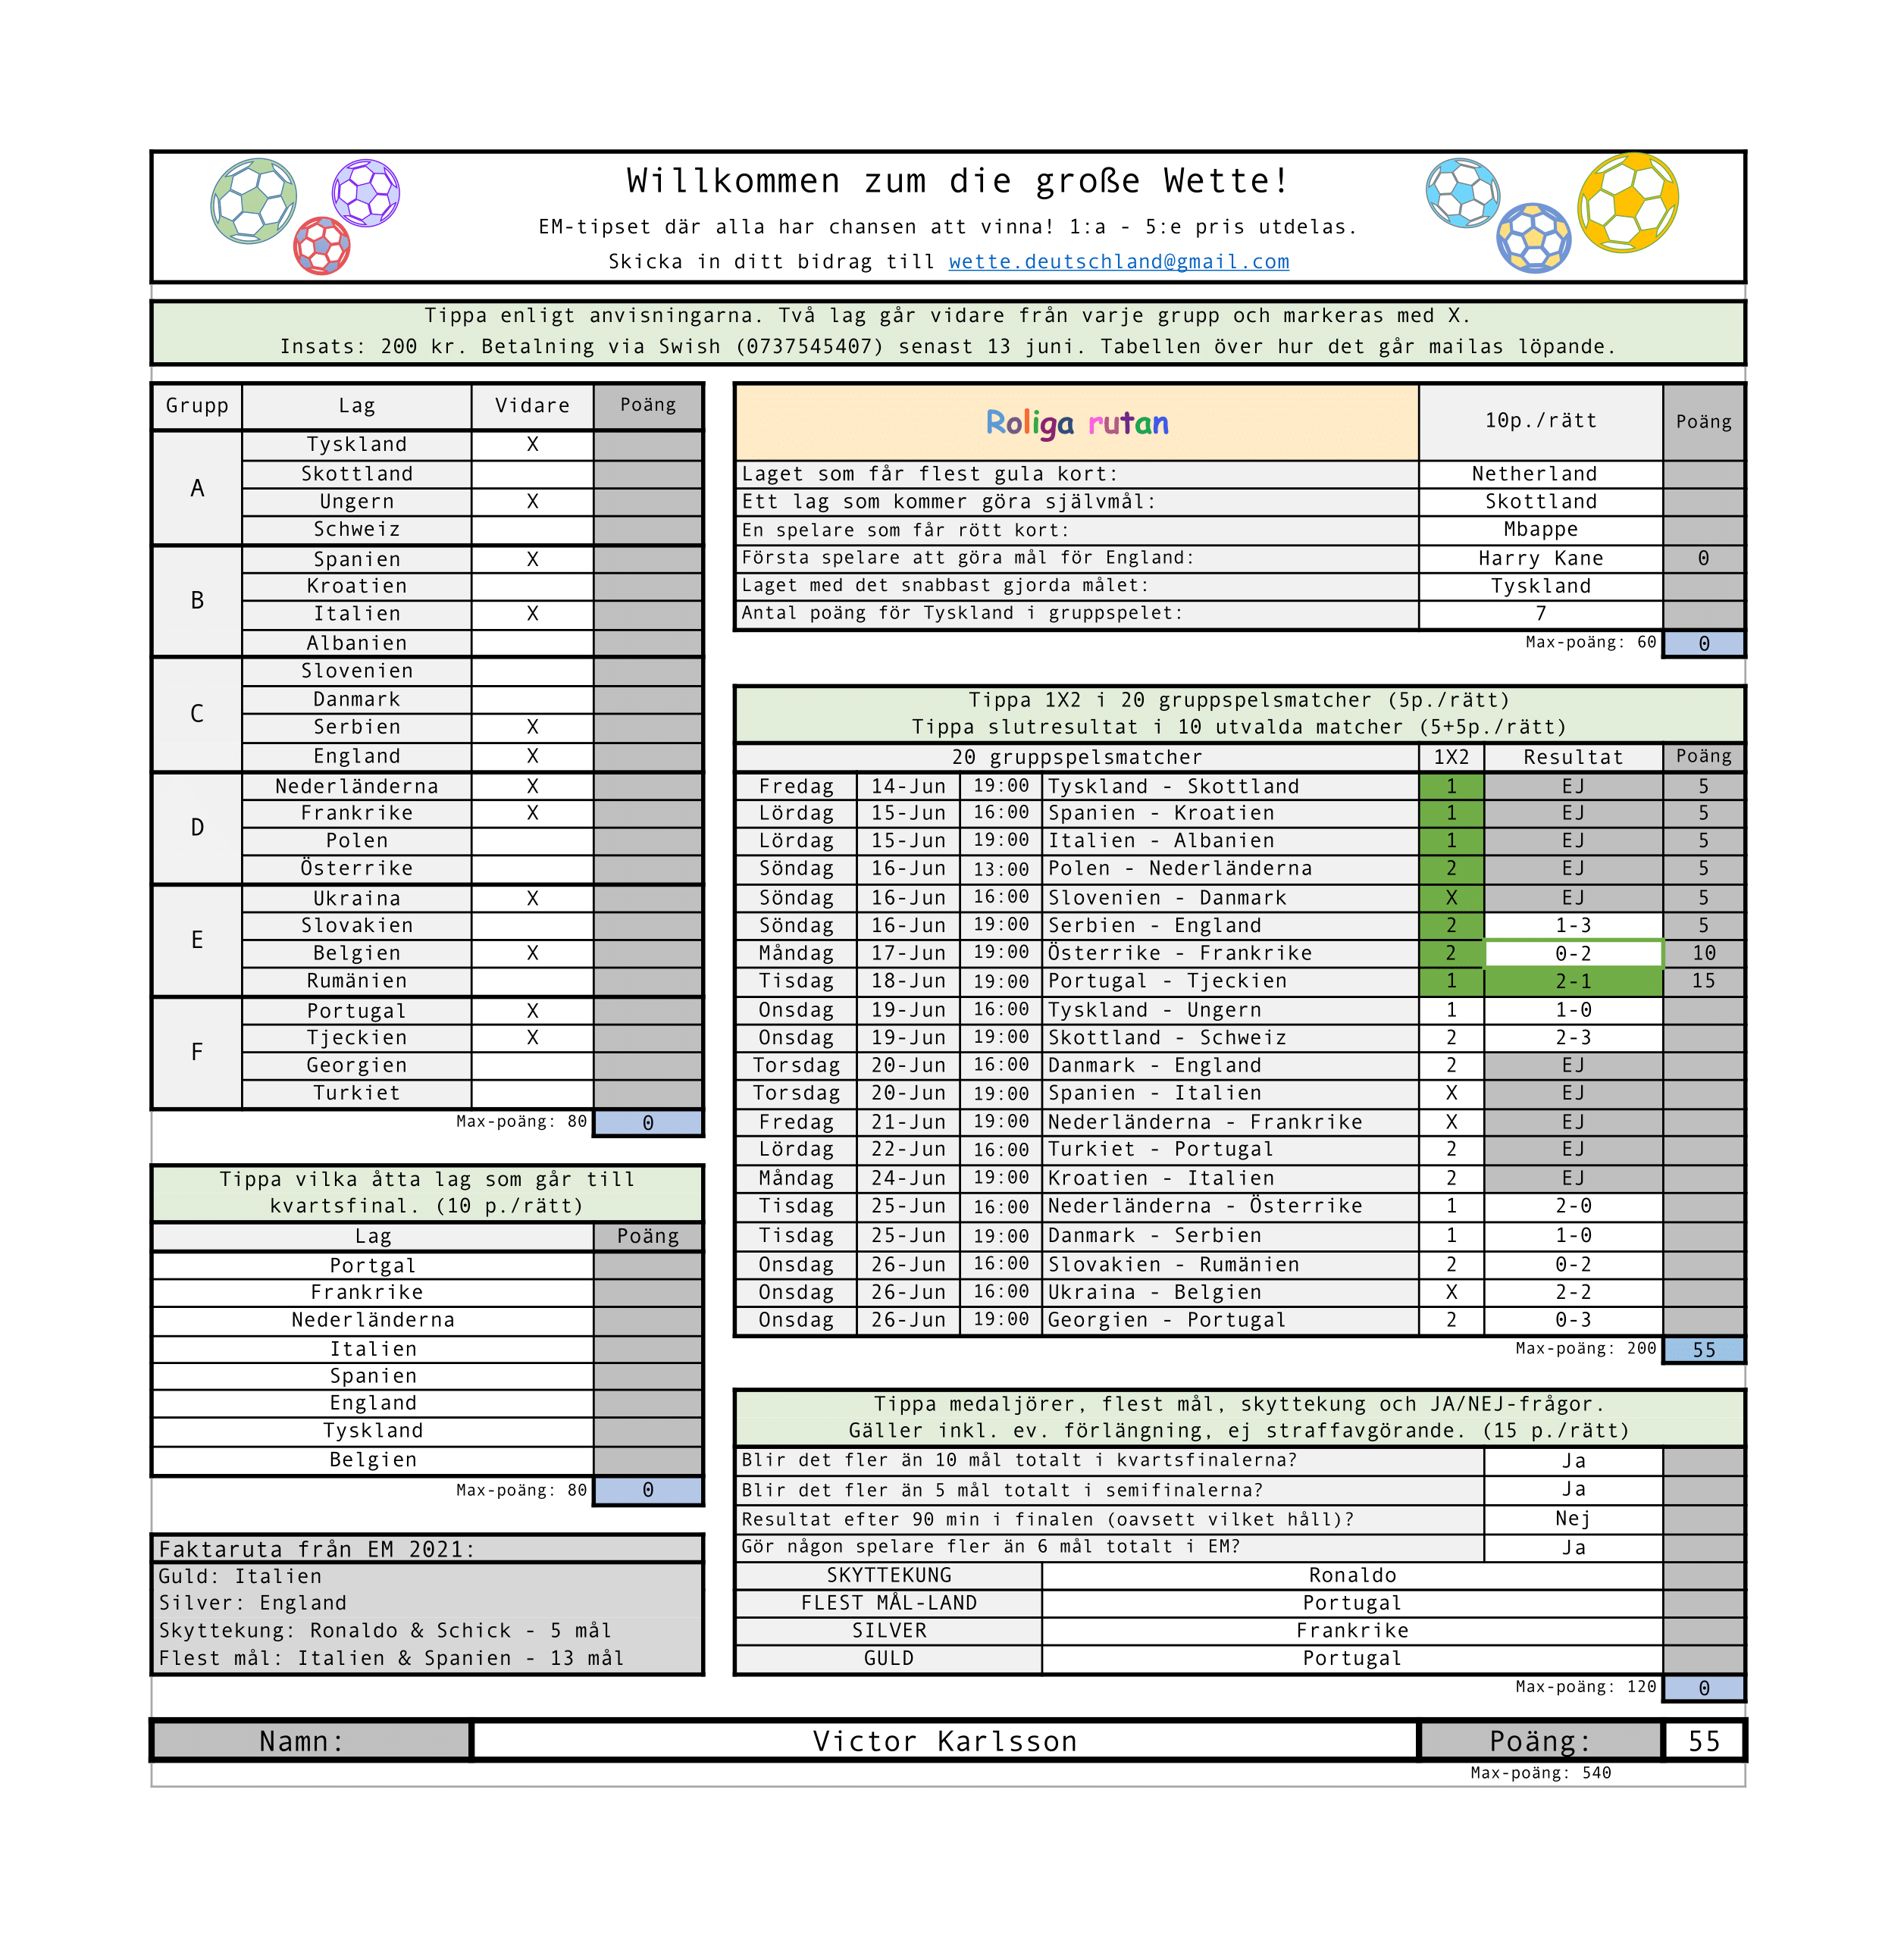 Willkommen zum die große Wette!
EM-tipset där alla har chansen att vinna! 1:a - 5:e pris utdelas.
Skicka in ditt bidrag till wette.deutschland@gmail.com
Tippa enligt anvisningarna. Två lag går vidare från varje grupp och markeras med X.
Insats: 200 kr. Betalning via Swish (0737545407) senast 13 juni. Tabellen över hur det går mailas löpande.
Grupp Lag Vidare Poäng
A
Tyskland X
Skottland
Ungern X
Schweiz
B
Spanien X
Kroatien
Italien X
Albanien
C
Slovenien
Danmark
Serbien X
England X
D
Nederländerna X
Frankrike X
Polen
Österrike
E
Ukraina X
Slovakien
Belgien X
Rumänien
F
Portugal X
Tjeckien X
Georgien
Turkiet
Max-poäng: 80 0
Tippa vilka åtta lag som går till
kvartsfinal. (10 p./rätt)
Lag Poäng
Portgal
Frankrike
Nederländerna
Italien
Spanien
England
Tyskland
Belgien
Max-poäng: 80 0
Faktaruta från EM 2021:
Guld: Italien
Silver: England
Skyttekung: Ronaldo & Schick - 5 mål
Flest mål: Italien & Spanien - 13 mål
Roliga rutan 10p./rätt Poäng
Laget som får flest gula kort: Netherland
Ett lag som kommer göra självmål: Skottland
En spelare som får rött kort: Mbappe
Första spelare att göra mål för England: Harry Kane 0
Laget med det snabbast gjorda målet: Tyskland
Antal poäng för Tyskland i gruppspelet: 7
Max-poäng: 60 0
Tippa 1X2 i 20 gruppspelsmatcher (5p./rätt)
Tippa slutresultat i 10 utvalda matcher (5+5p./rätt)
20 gruppspelsmatcher 1X2 Resultat Poäng
Fredag 14-Jun 19:00 Tyskland - Skottland 1 EJ 5
Lördag 15-Jun 16:00 Spanien - Kroatien 1 EJ 5
Lördag 15-Jun 19:00 Italien - Albanien 1 EJ 5
Söndag 16-Jun 13:00 Polen - Nederländerna 2 EJ 5
Söndag 16-Jun 16:00 Slovenien - Danmark X EJ 5
Söndag 16-Jun 19:00 Serbien - England 2 1-3 5
Måndag 17-Jun 19:00 Österrike - Frankrike 2 0-2 10
Tisdag 18-Jun 19:00 Portugal - Tjeckien 1 2-1 15
Onsdag 19-Jun 16:00 Tyskland - Ungern 1 1-0
Onsdag 19-Jun 19:00 Skottland - Schweiz 2 2-3
Torsdag 20-Jun 16:00 Danmark - England 2 EJ
Torsdag 20-Jun 19:00 Spanien - Italien X EJ
Fredag 21-Jun 19:00 Nederländerna - Frankrike X EJ
Lördag 22-Jun 16:00 Turkiet - Portugal 2 EJ
Måndag 24-Jun 19:00 Kroatien - Italien 2 EJ
Tisdag 25-Jun 16:00 Nederländerna - Österrike 1 2-0
Tisdag 25-Jun 19:00 Danmark - Serbien 1 1-0
Onsdag 26-Jun 16:00 Slovakien - Rumänien 2 0-2
Onsdag 26-Jun 16:00 Ukraina - Belgien X 2-2
Onsdag 26-Jun 19:00 Georgien - Portugal 2 0-3
Max-poäng: 200 55
Tippa medaljörer, flest mål, skyttekung och JA/NEJ-frågor.
Gäller inkl. ev. förlängning, ej straffavgörande. (15 p./rätt)
Blir det fler än 10 mål totalt i kvartsfinalerna? Ja
Blir det fler än 5 mål totalt i semifinalerna? Ja
Resultat efter 90 min i finalen (oavsett vilket håll)? Nej
Gör någon spelare fler än 6 mål totalt i EM? Ja
SKYTTEKUNG Ronaldo
FLEST MÅL-LAND Portugal
SILVER Frankrike
GULD Portugal
Max-poäng: 120 0
Namn: Victor Karlsson Poäng: 55
Max-poäng: 540